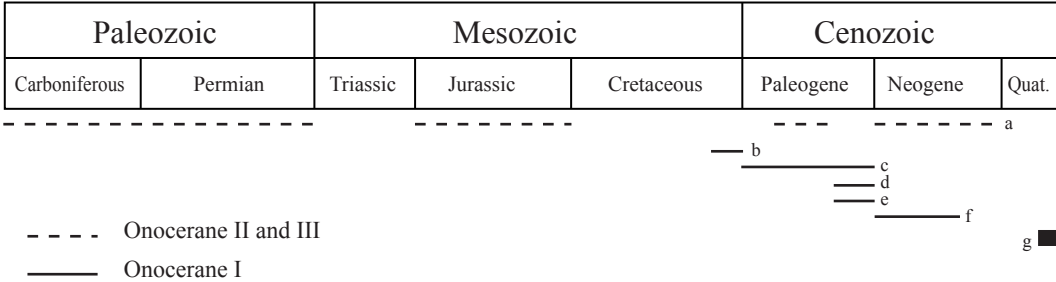 Paleozoic Mesozoic Cenozoic
Carboniferous Permian Triassic Jurassic Cretaceous Paleogene Neogene Quat.
a
b
c
d
e
f
Onocerane II and III
g
Onocerane I